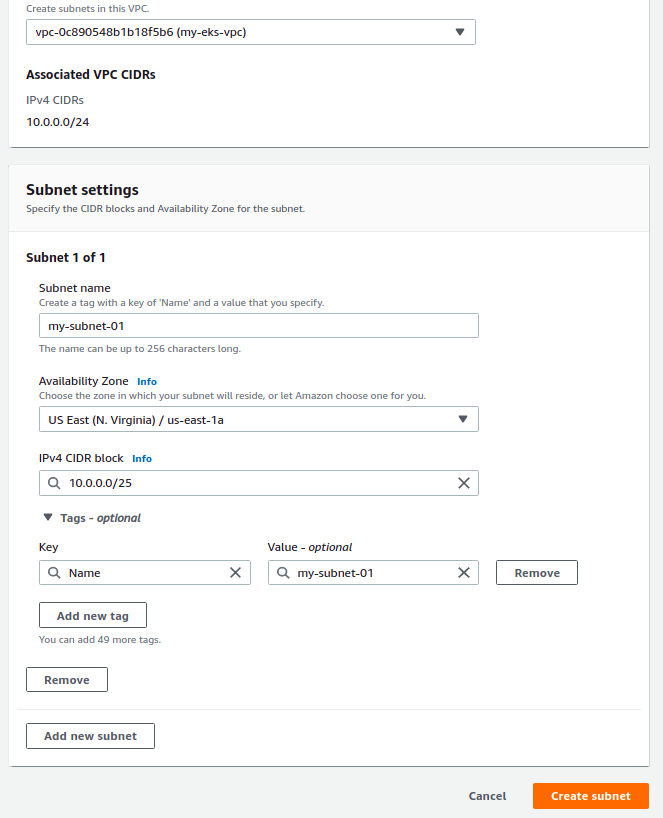 Create subnets in this VPC.
vpc-0c890548b1b18f5b6 (my-eks-vpc)
Associated VPC CIDRs
IPv4 CIDRs
10.0.0.0/24
Subnet settings
Specify the CIDR blocks and Availability Zone for the subnet.
Subnet 1 of 1
Subnet name
Create a tag with a key of 'Name' and a value that you specify.
my-subnet-01
The name can be up to 256 characters long.
Availability Zone Info
Choose the zone in which your subnet will reside, or let Amazon choose one for you.
US East (N. Virginia) / us-east-1a
IPv4 CIDR block Info
10.0.0.0/25
Tags - optional
Key Value - optional
Name my-subnet-01 Remove
Add new tag
You can add 49 more tags.
Remove
Add new subnet
Cancel Create subnet